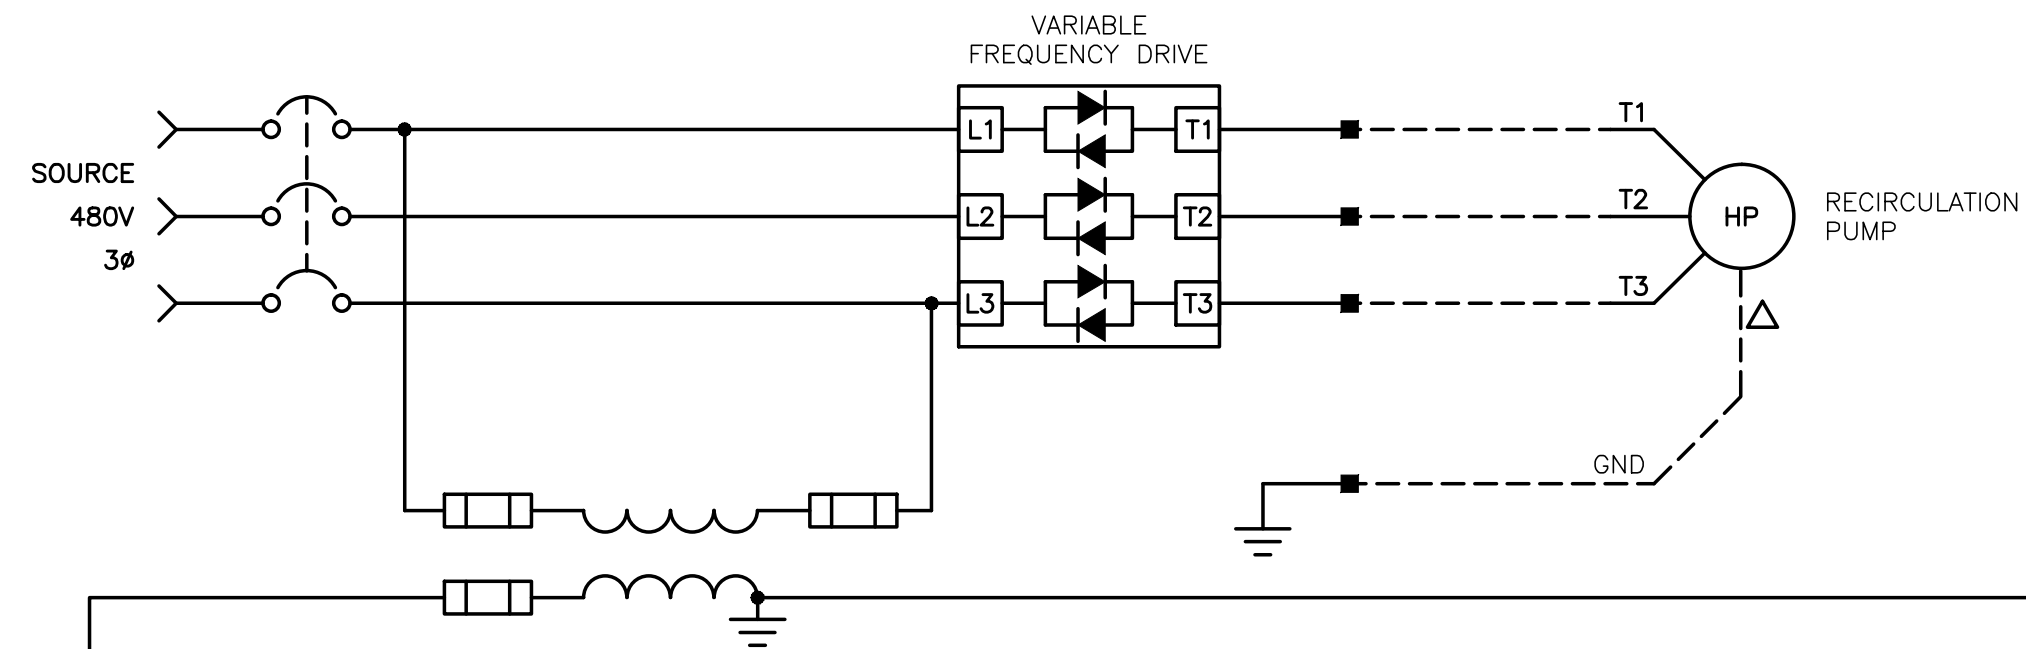 VARIABLE
FREQUENCY DRIVE
SOURCE
480V
3ø
L1
T1
T1
L2
T2
T2
HP
RECIRCULATION
PUMP
L3
T3
T3
GND